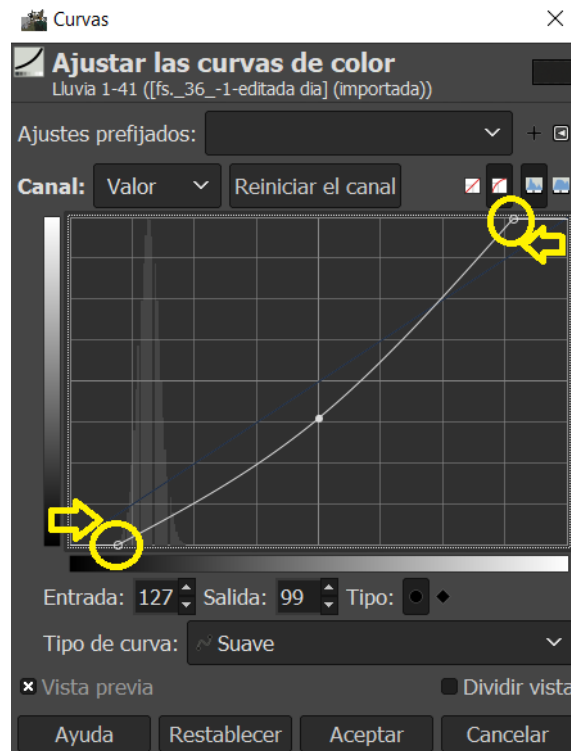 Curvas
Ajustar las curvas de color
Lluvia 1-41 ([fs._36_-1-editada dia] (importada))
Ajustes prefijados:
Canal: Valor Reiniciar el canal
Entrada: 127 Salida: 99 Tipo:
Tipo de curva: Suave
Vista previa Dividir vista
Ayuda Restablecer Aceptar Cancelar